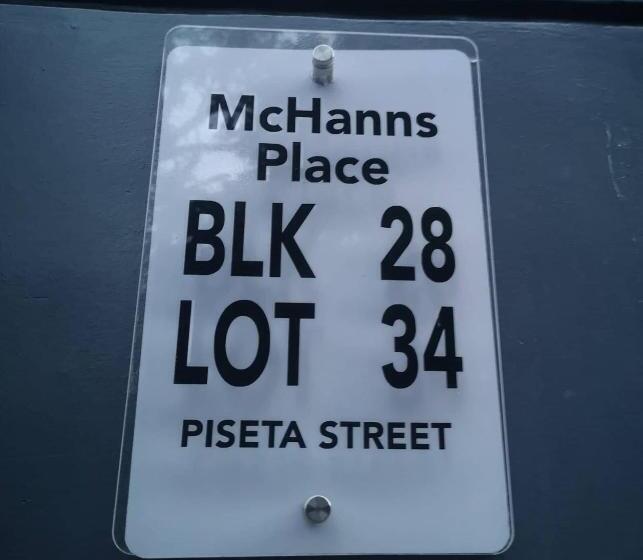 McHanns
Place
BLK 28
LOT 34
PISETA STREET